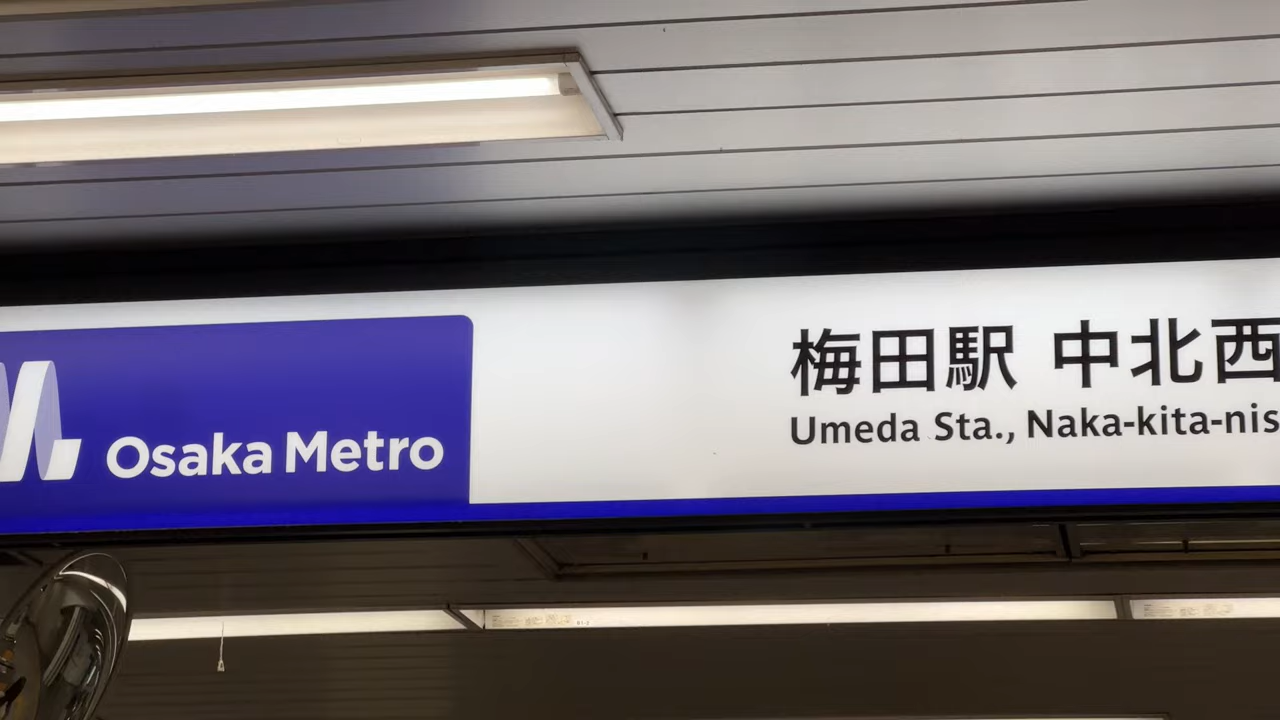 Osaka Metro
梅田駅 中北西
Umeda Sta., Naka-kita-nis